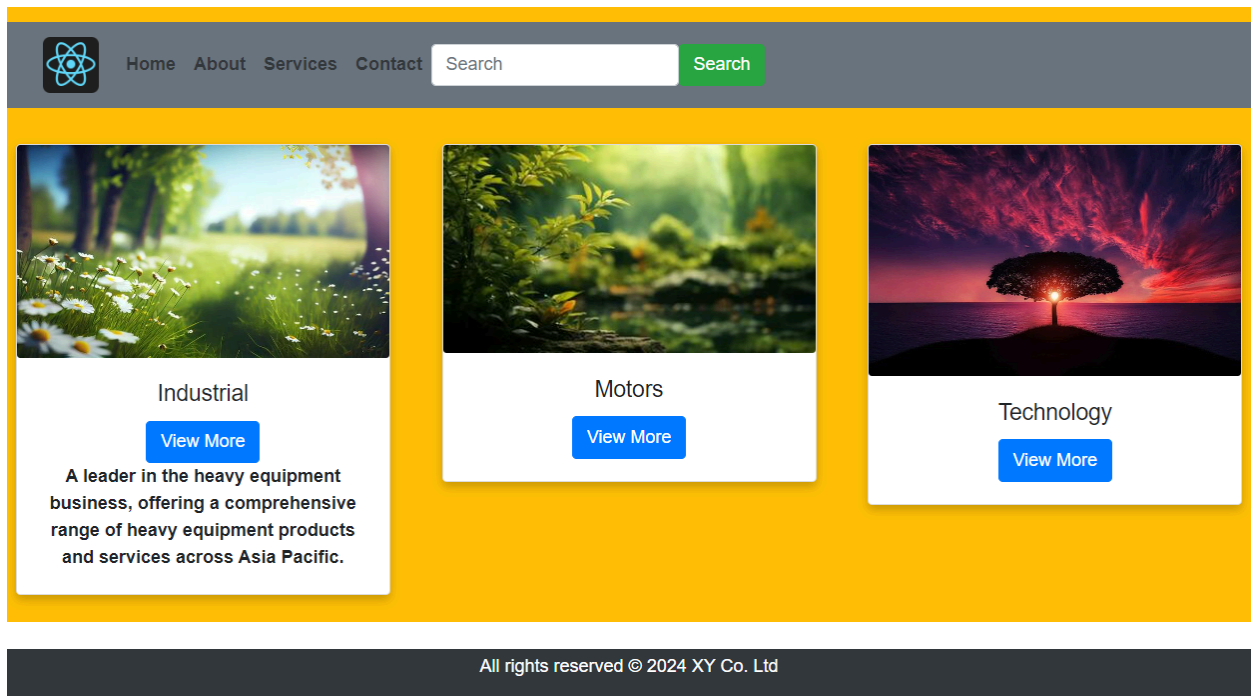 Home About Services Contact Search Search
Industrial
View More
A leader in the heavy equipment
business, offering a comprehensive
range of heavy equipment products
and services across Asia Pacific.
Motors
View More
Technology
View More
All rights reserved © 2024 XY Co. Ltd